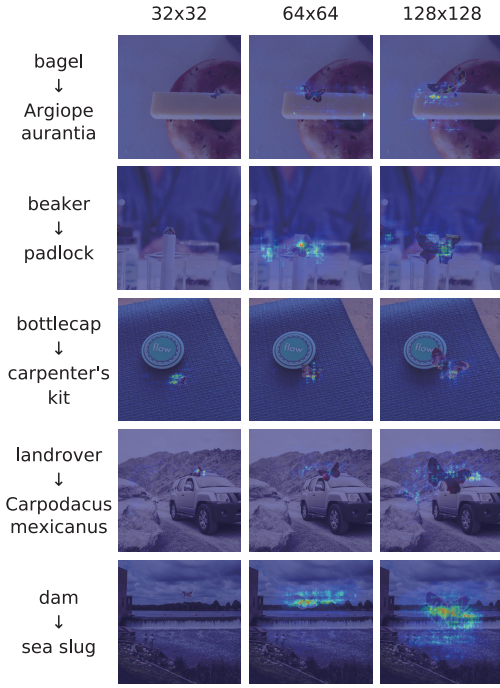 32x32 64x64 128x128
bagel
↓
Argiope
aurantia
beaker
↓
padlock
bottlecap
↓
carpenter's
kit
flow flow flow
landrover
↓
Carpodacus
mexicanus
dam
↓
sea slug